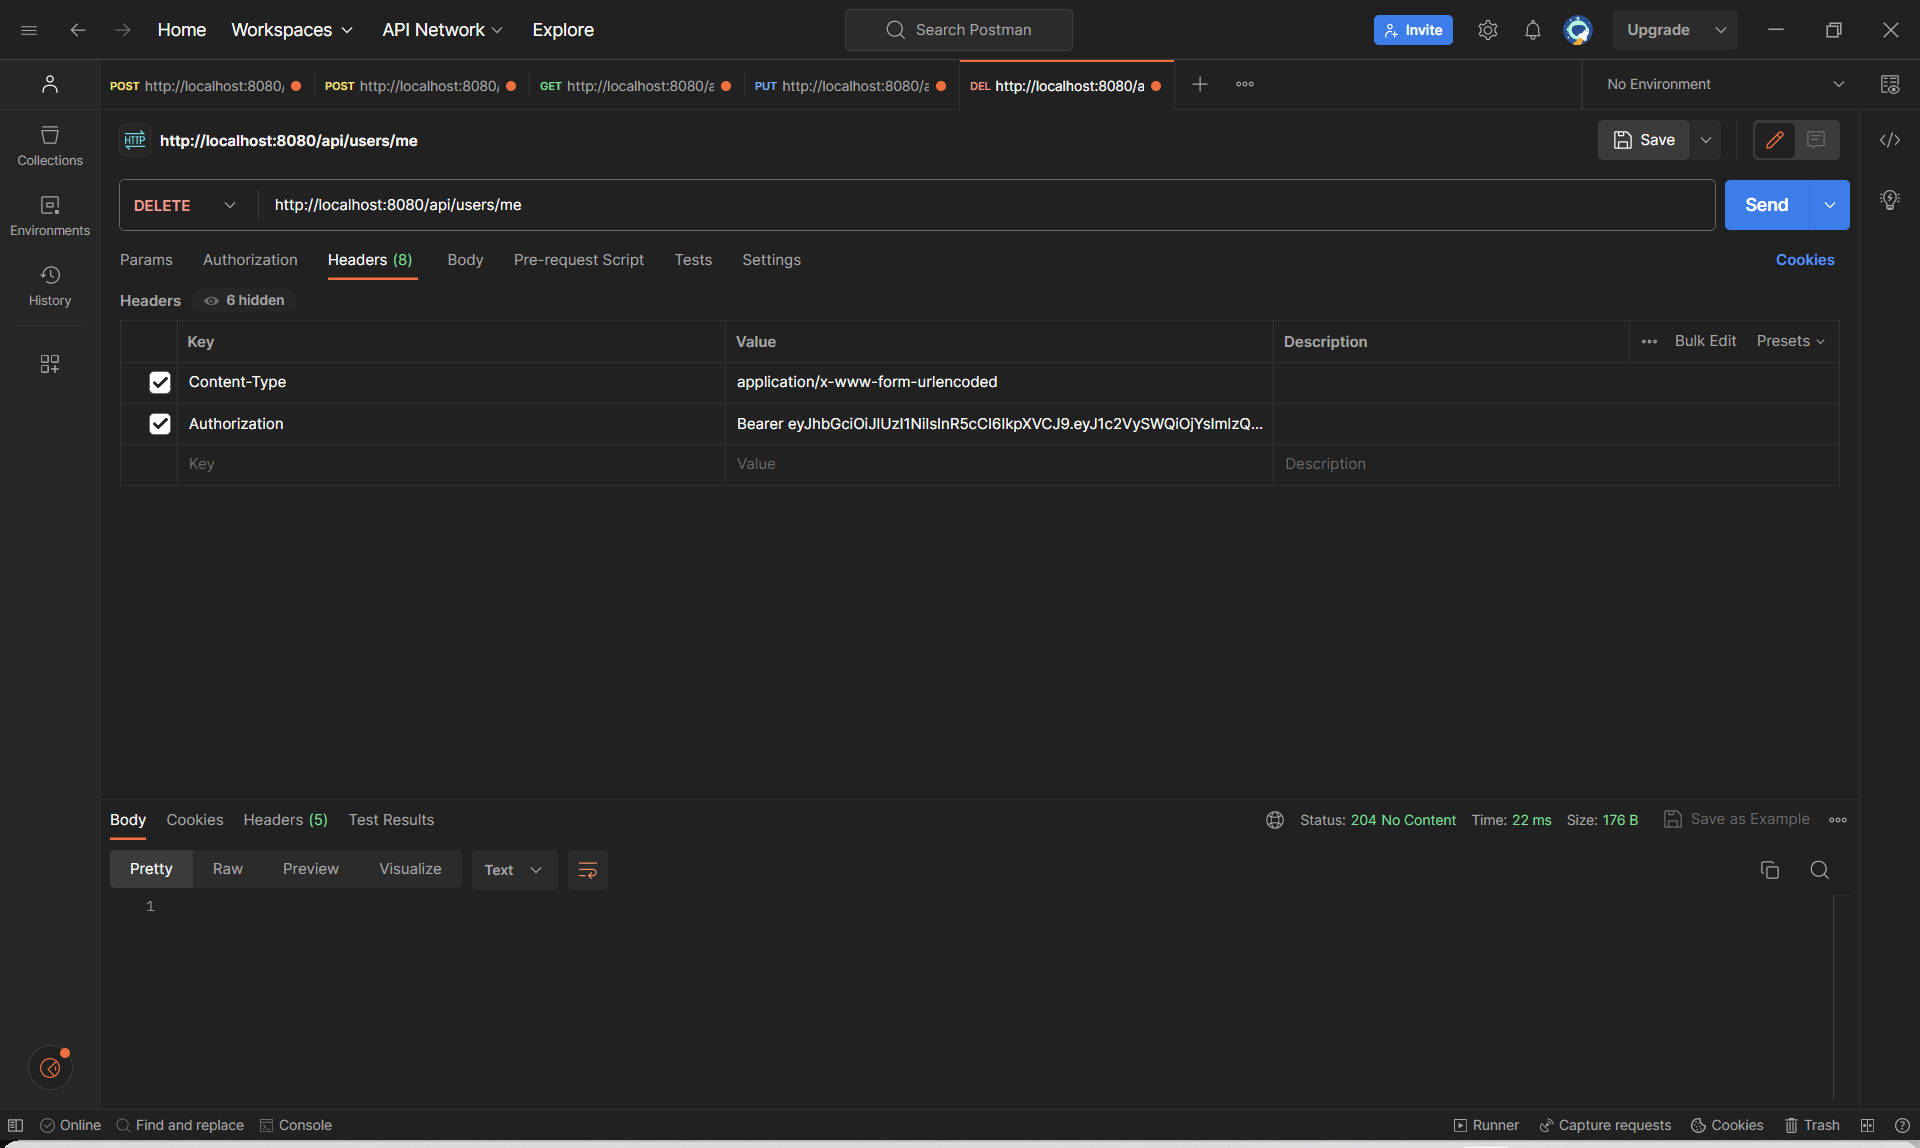 Home Workspaces API Network Explore Search Postman Invite Upgrade
POST http://localhost:8080/ POST http://localhost:8080/ GET http://localhost:8080/a PUT http://localhost:8080/a DEL http://localhost:8080/a No Environment
HTTP http://localhost:8080/api/users/me Save
Collections
DELETE http://localhost:8080/api/users/me Send
Environments
Params Authorization Headers (8) Body Pre-request Script Tests Settings Cookies
History
Headers 6 hidden
Key Value Description Bulk Edit Presets
Content-Type application/x-www-form-urlencoded
Authorization Bearer eyJhbGciOiJIUzI1NiIsInR5cCI6IkpXVCJ9.eyJ1c2VySWQiOjYsImlzQ...
Key Value Description
Body Cookies Headers (5) Test Results Status: 204 No Content Time: 22 ms Size: 176 B Save as Example
Pretty Raw Preview Visualize Text
1
Online Find and replace Console Runner Capture requests Cookies Trash